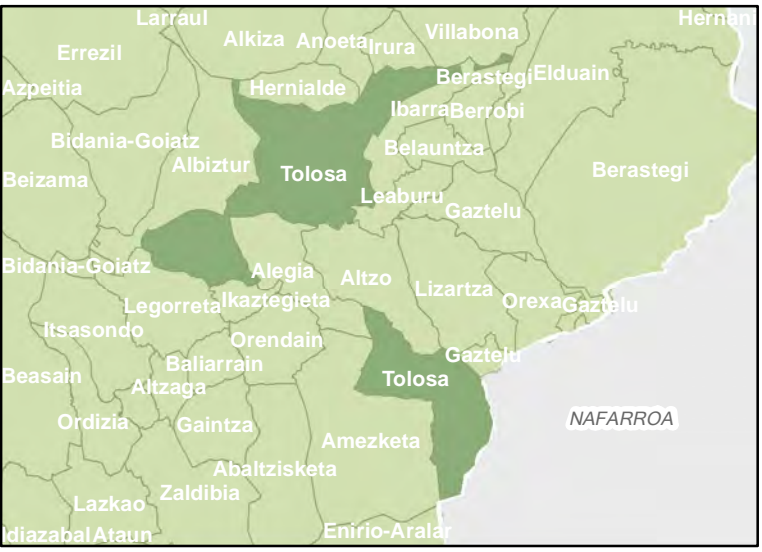 Larraul
Hernani
Villabona
Alkiza
Anoeta
Irura
Errezil
Berastegi
Elduain
Azpeitia
Hernialde
Ibarra
Berrobi
Bidania-Goiatz
Belauntza
Albiztur
Tolosa
Berastegi
Beizama
Leaburu
Gaztelu
Bidania-Goiatz
Alegia
Altzo
Lizartza
Orexa
Gaztelu
Legorreta
Ikaztegieta
Itsasondo
Orendain
Gaztelu
Baliarrain
Beasain
Altzaga
Tolosa
Ordizia
Gaintza
NAFARROA
Amezketa
Abaltzisketa
Zaldibia
Lazkao
Idiazabal
Ataun
Enirio-Aralar